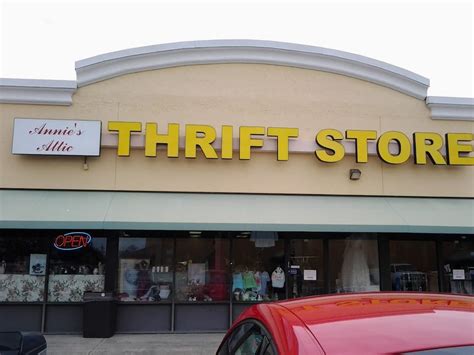 Annie's
Attic
THRIFT STORE
OPEN